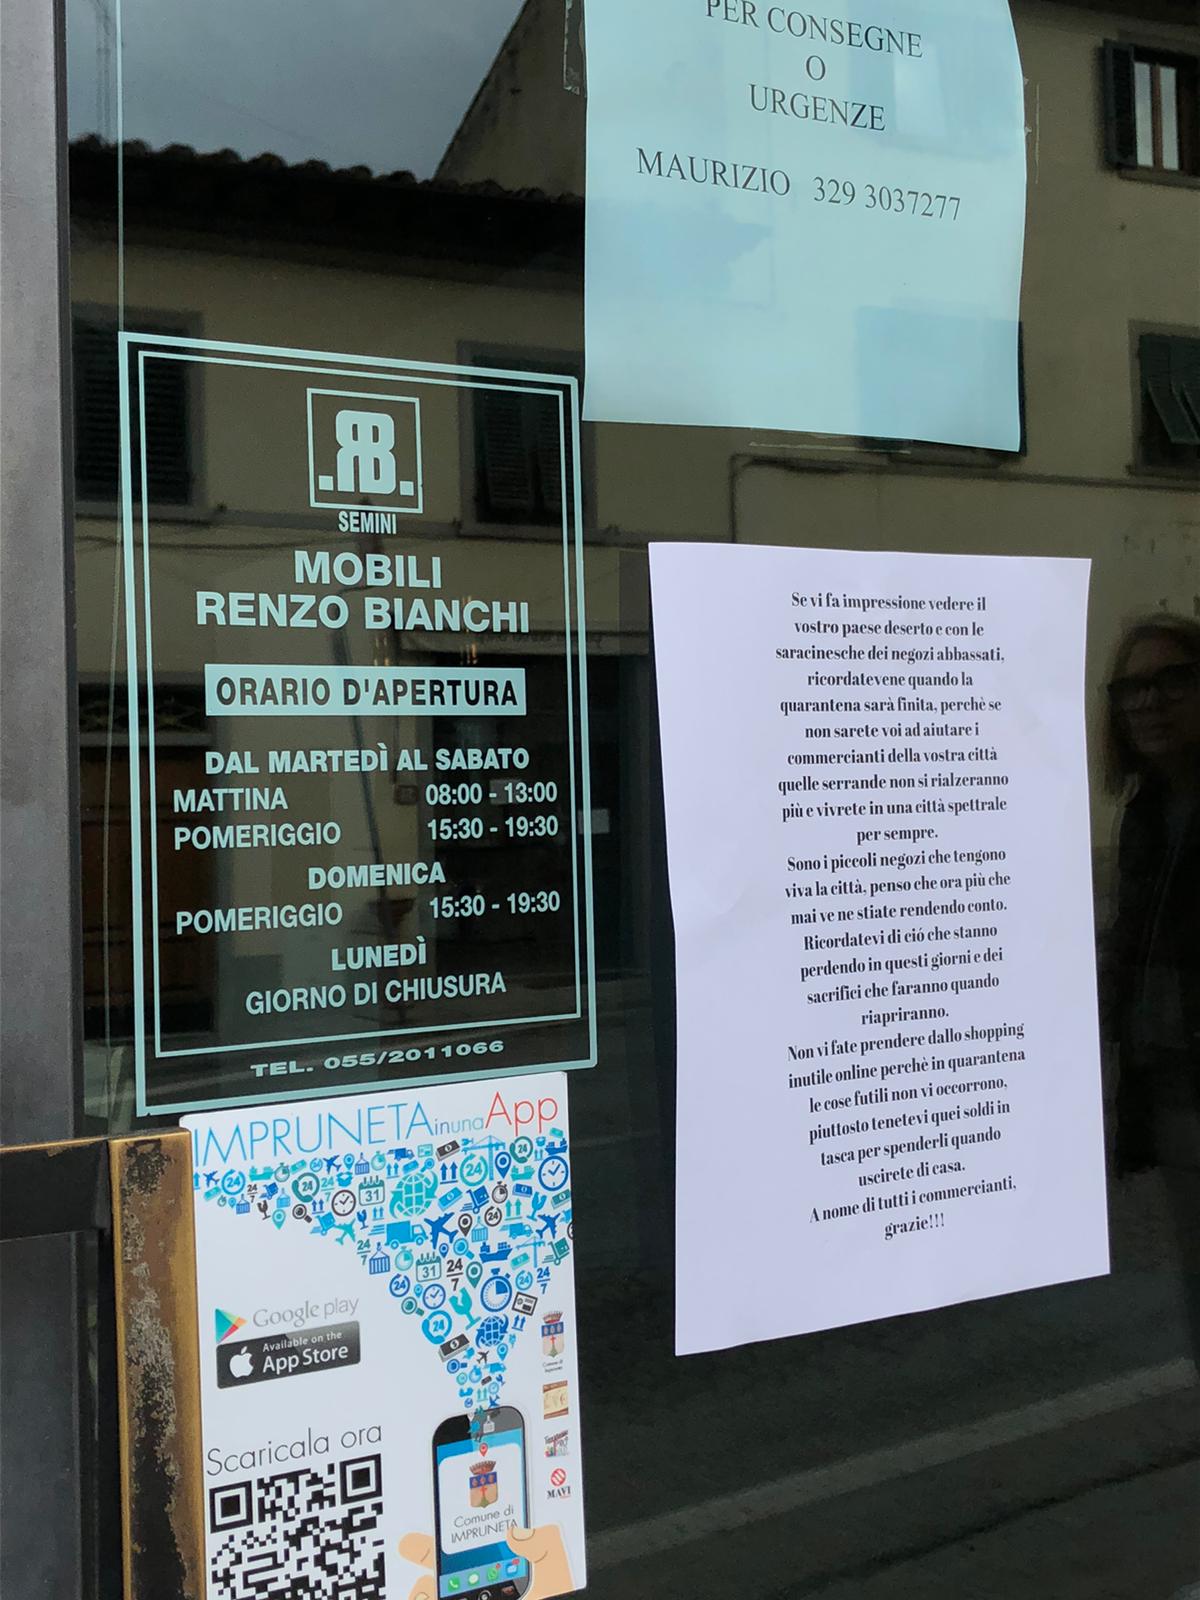 PER CONSEGNE
O
URGENZE
MAURIZIO 329 3037277
RB
SEMINI
MOBILI
RENZO BIANCHI
ORARIO D'APERTURA
DAL MARTEDÌ AL SABATO
MATTINA 08:00 - 13:00
POMERIGGIO 15:30 - 19:30
DOMENICA
POMERIGGIO 15:30 - 19:30
LUNEDÌ
GIORNO DI CHIUSURA
TEL. 055/2011066
Se vi fa impressione vedere il
vostro paese deserto e con le
saracinesche dei negozi abbassati,
ricordatevene quando la
quarantena sarà finita, perchè se
non sarete voi ad aiutare i
commercianti della vostra città
quelle serrande non si rialzeranno
più e vivrete in una città spettrale
per sempre.
Sono i piccoli negozi che tengono
viva la città, penso che ora più che
mai ve ne stiate rendendo conto.
Ricordatevi di ció che stanno
perdendo in questi giorni e dei
sacrifici che faranno quando
riapriranno.
Non vi fate prendere dallo shopping
inutile online perchè in quarantena
le cose futili non vi occorrono,
piuttosto tenetevi quei soldi in
tasca per spenderli quando
uscirete di casa.
A nome di tutti i commercianti,
grazie!!!
IMPRUNETA in una App
Google play
Available on the
App Store
Scaricala ora
Comune di
IMPRUNETA
MAVI